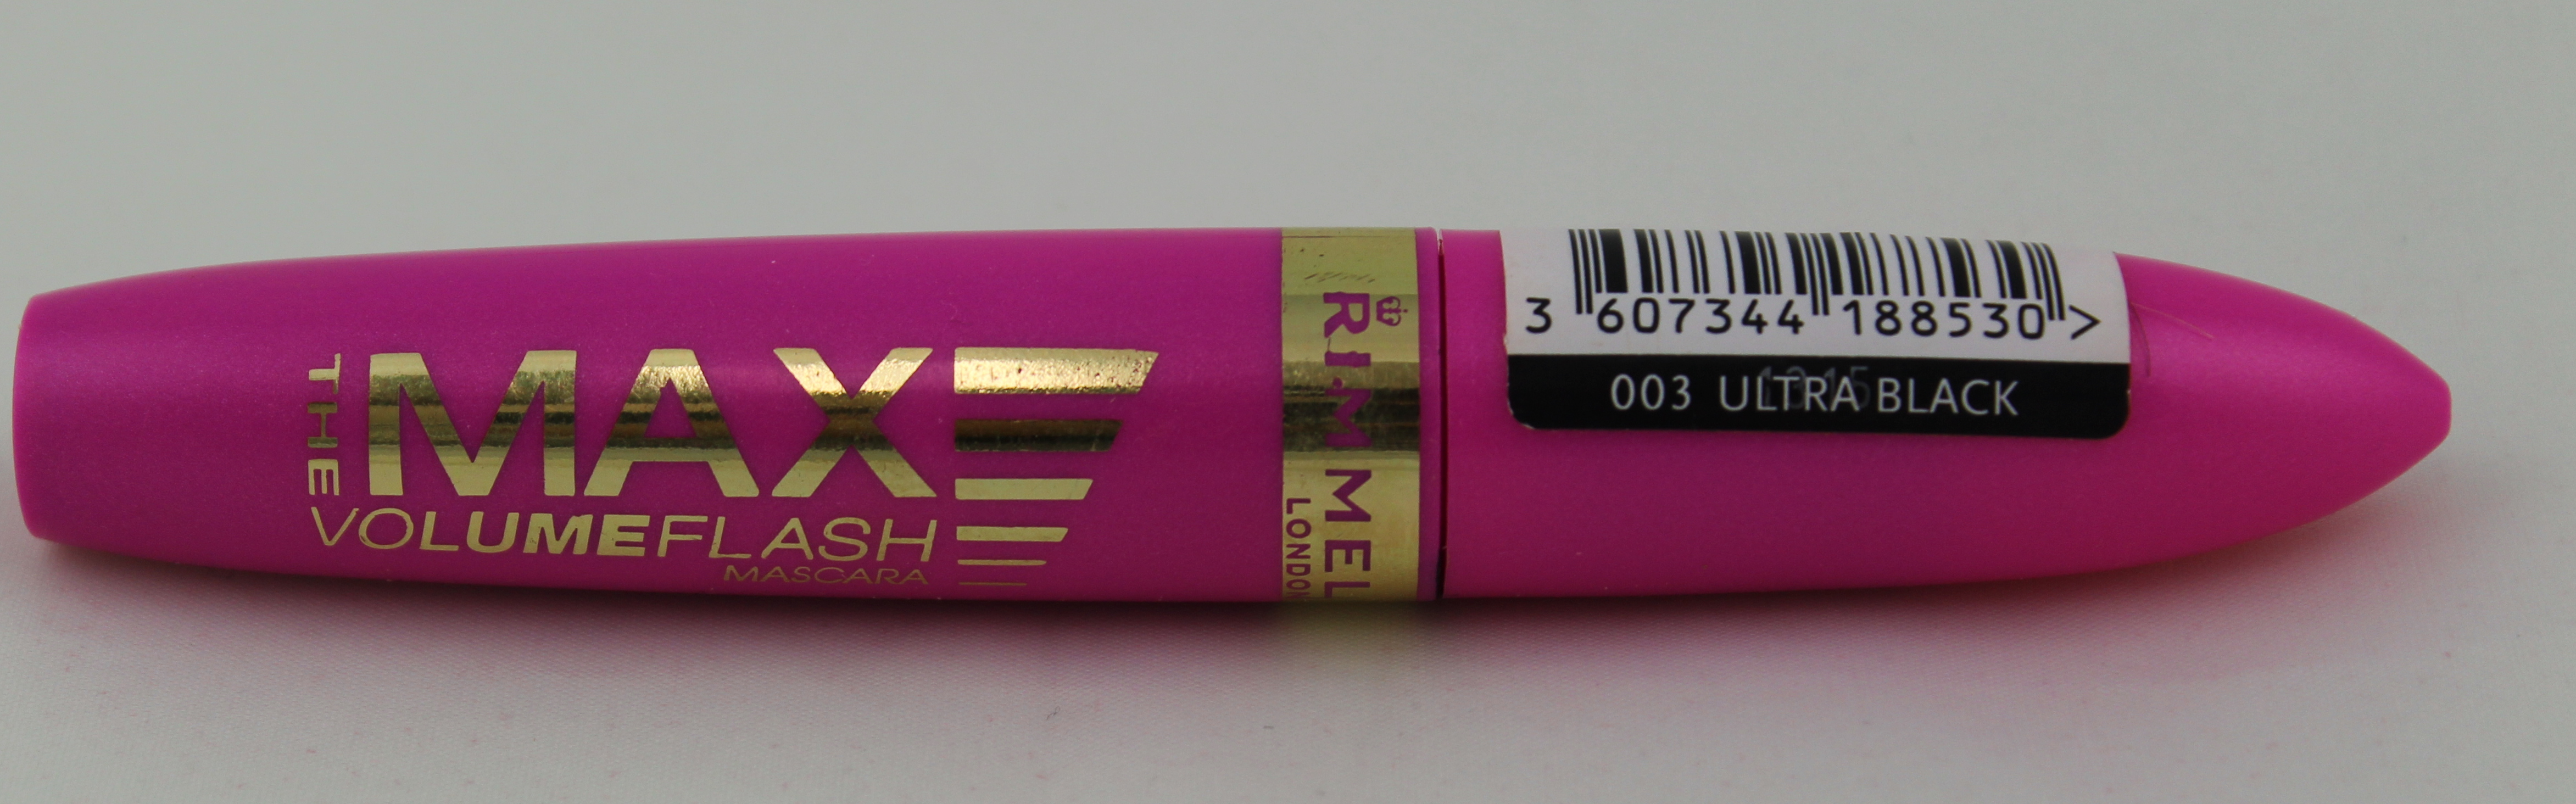 THE
MAX
VOLUMEFLASH
MASCARA
RIMMEL
LONDON
3 607344 188530 >
003 ULTRA BLACK